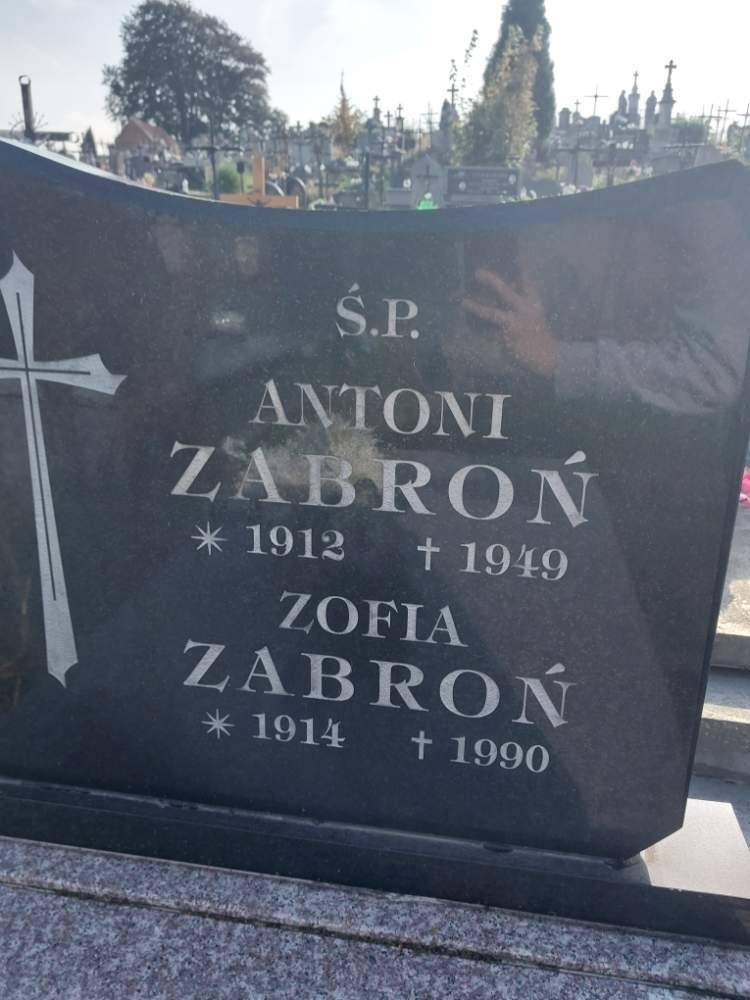 Ś.P.
ANTONI
ZABROŃ
* 1912 † 1949
ZOFIA
ZABROŃ
* 1914 † 1990